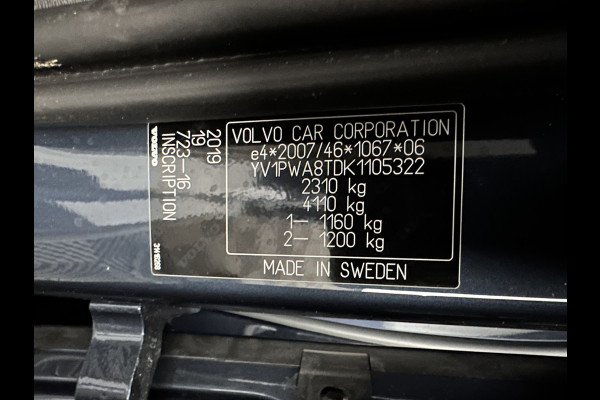 VOLVO CAR CORPORATION
e4*2007/46*1067*06
YV1PWA8TDK1105322
2310 kg
4110 kg
1— 1160 kg
2— 1200 kg
MADE IN SWEDEN
2019
19
723-16
INSCRIPTION
VOLVO